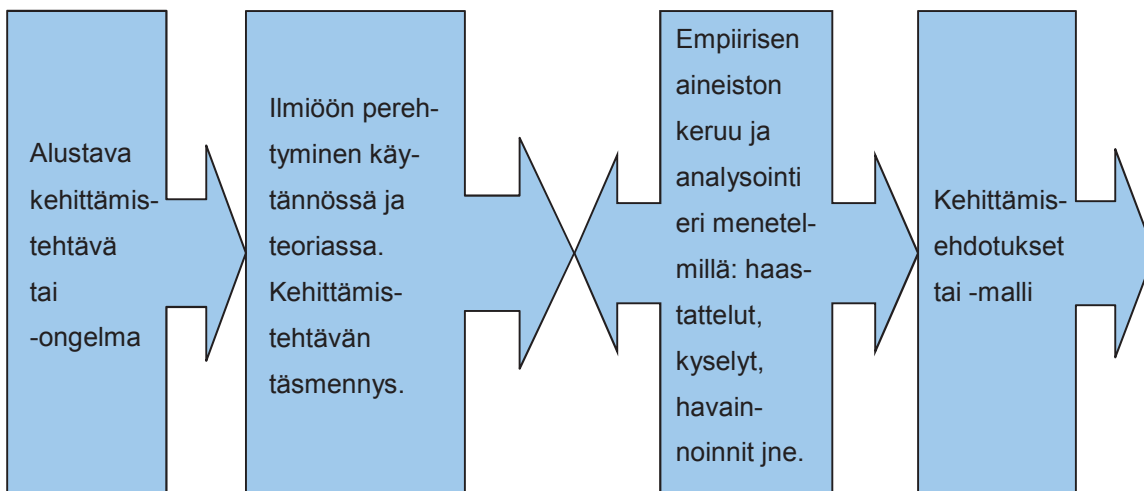 Alustava
kehittämis-
tehtävä
tai
-ongelma
Ilmiöön pereh-
tyminen käy-
tännössä ja
teoriassa.
Kehittämis-
tehtävän
täsmennys.
Empiirisen
aineiston
keruu ja
analysointi
eri menetel-
millä: haas-
tattelut,
kyselyt,
havain-
noinnit jne.
Kehittämis-
ehdotukset
tai -malli